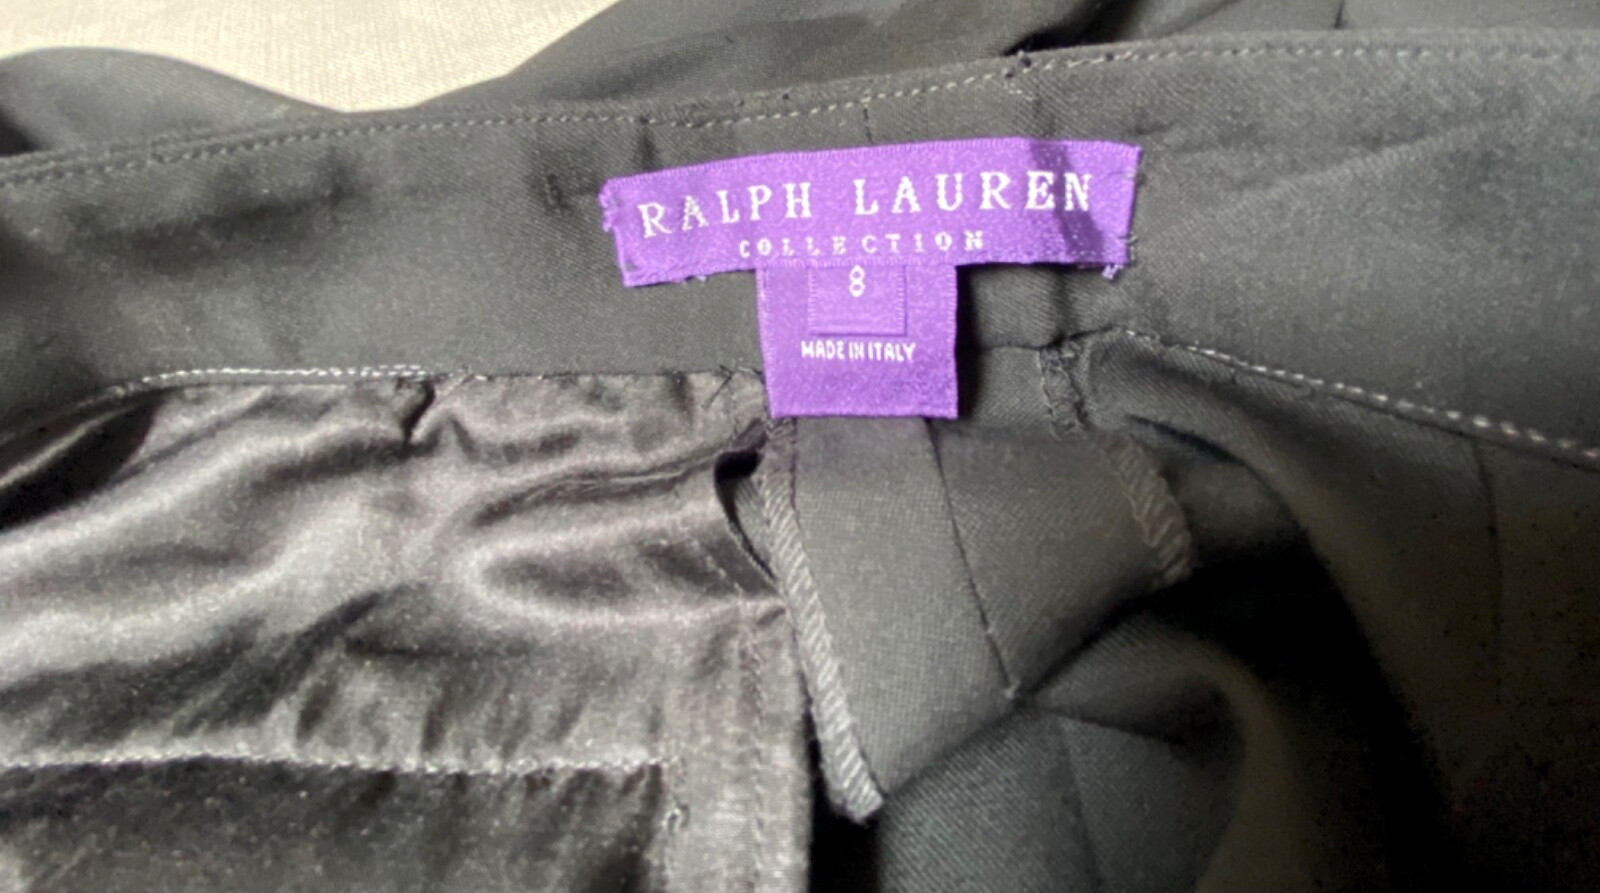 RALPH LAUREN
COLLECTION
8
MADE IN ITALY